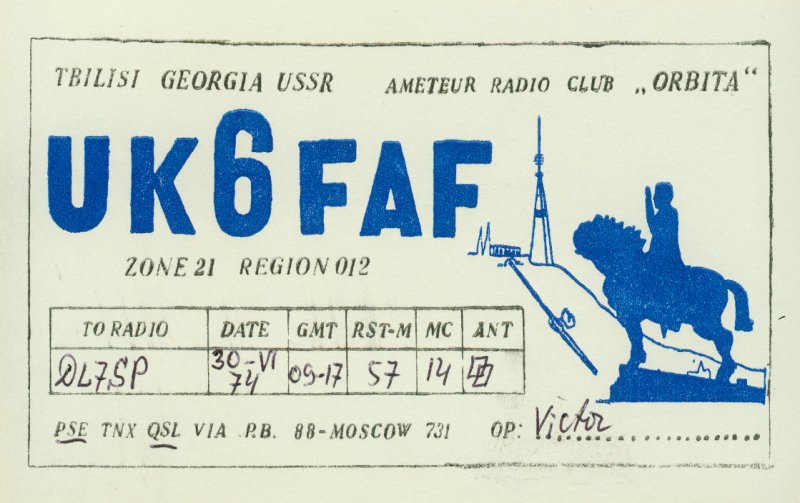 TBILISI GEORGIA USSR AMETEUR RADIO CLUB „ORBITA“
UK6FAF
ZONE 21 REGION 012
TO RADIO DATE GMT RST-M MC ANT
DL7SP 30-VI 74 09-17 57 14
PSE TNX QSL VIA P.B. 88-MOSCOW 731 OP: Victor